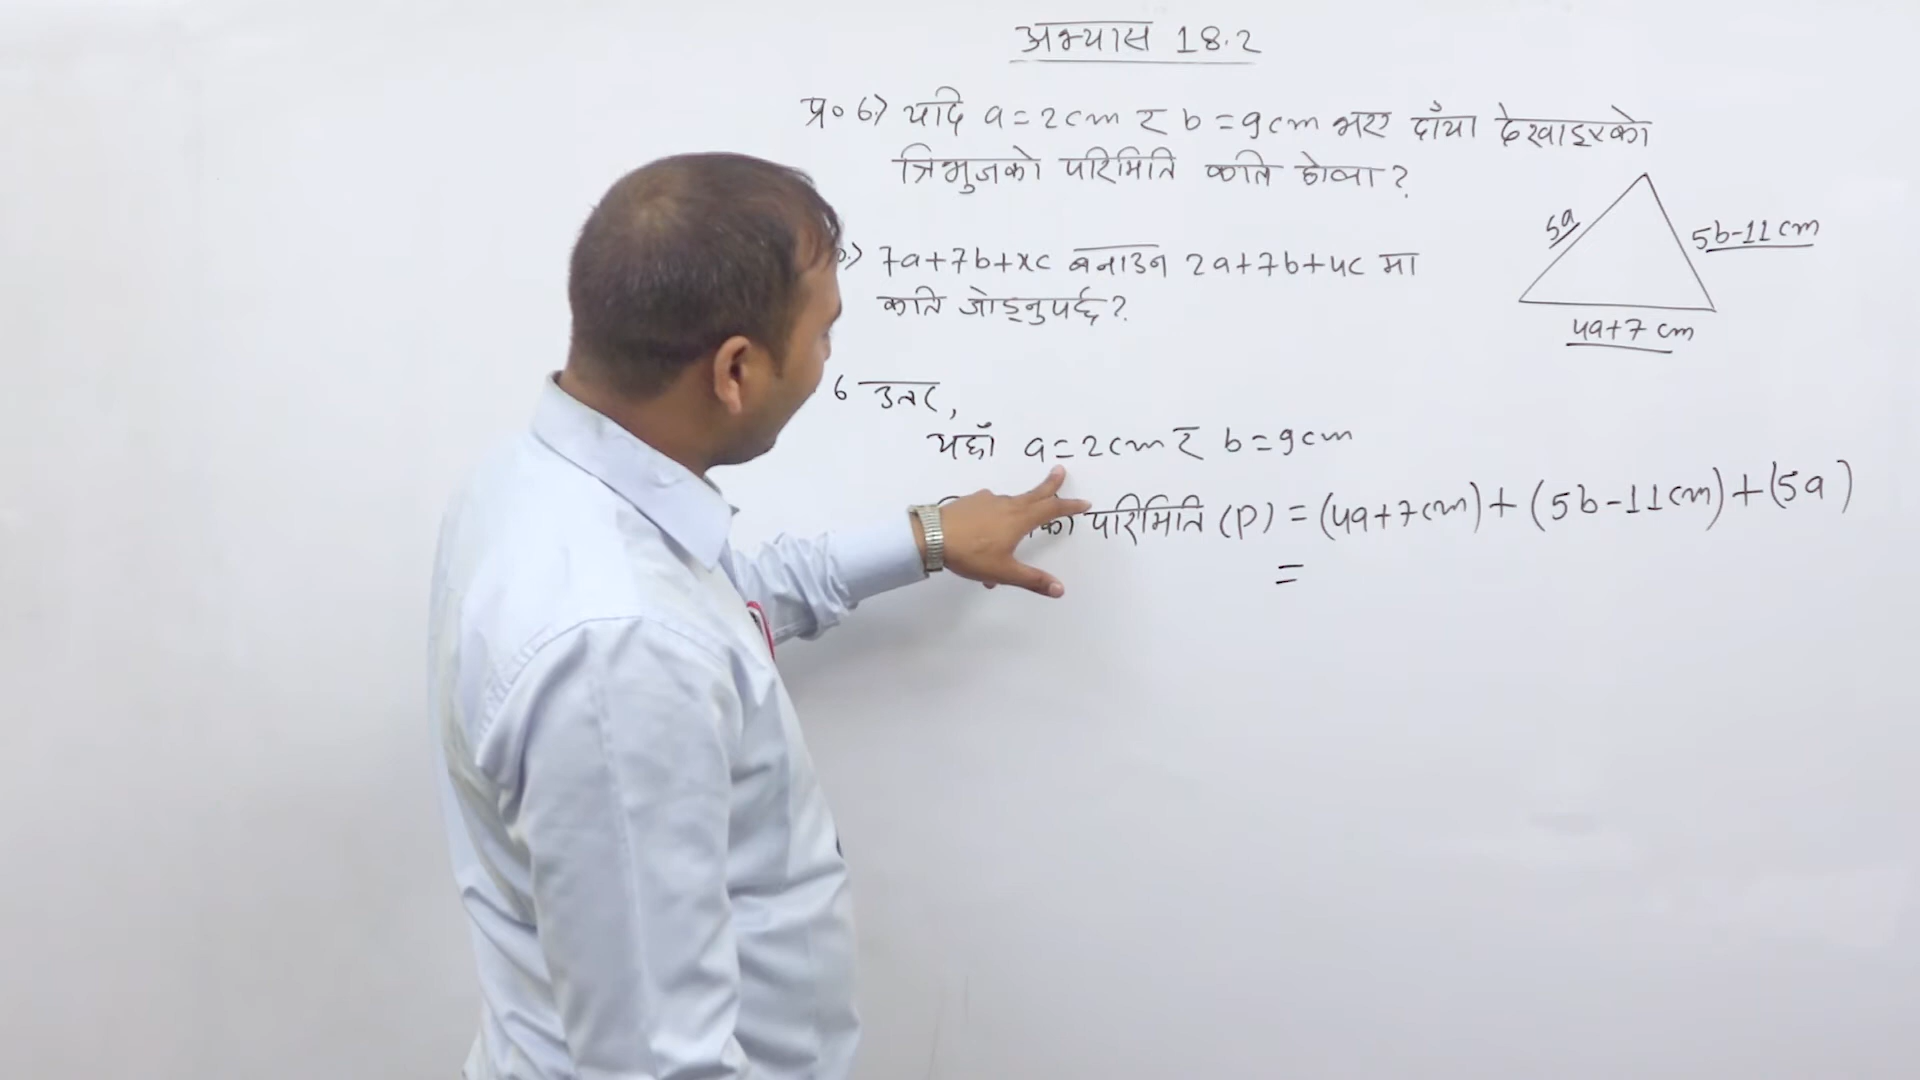 अभ्यास 18.2
प्र० 6) यदि a = 2cm र b = 9cm भए दाँया देखाइएको
त्रिभुजको परिमिति कति होला?
5a
5b-11 cm
4a+7 cm
7a+7b+xc बनाउन 2a+7b+4c मा
कति जोड्नुपर्छ?
6 उत्तर,
यहाँ a = 2cm र b = 9cm
को परिमिति (P) = (4a+7cm) + (5b-11cm) + (5a)
=